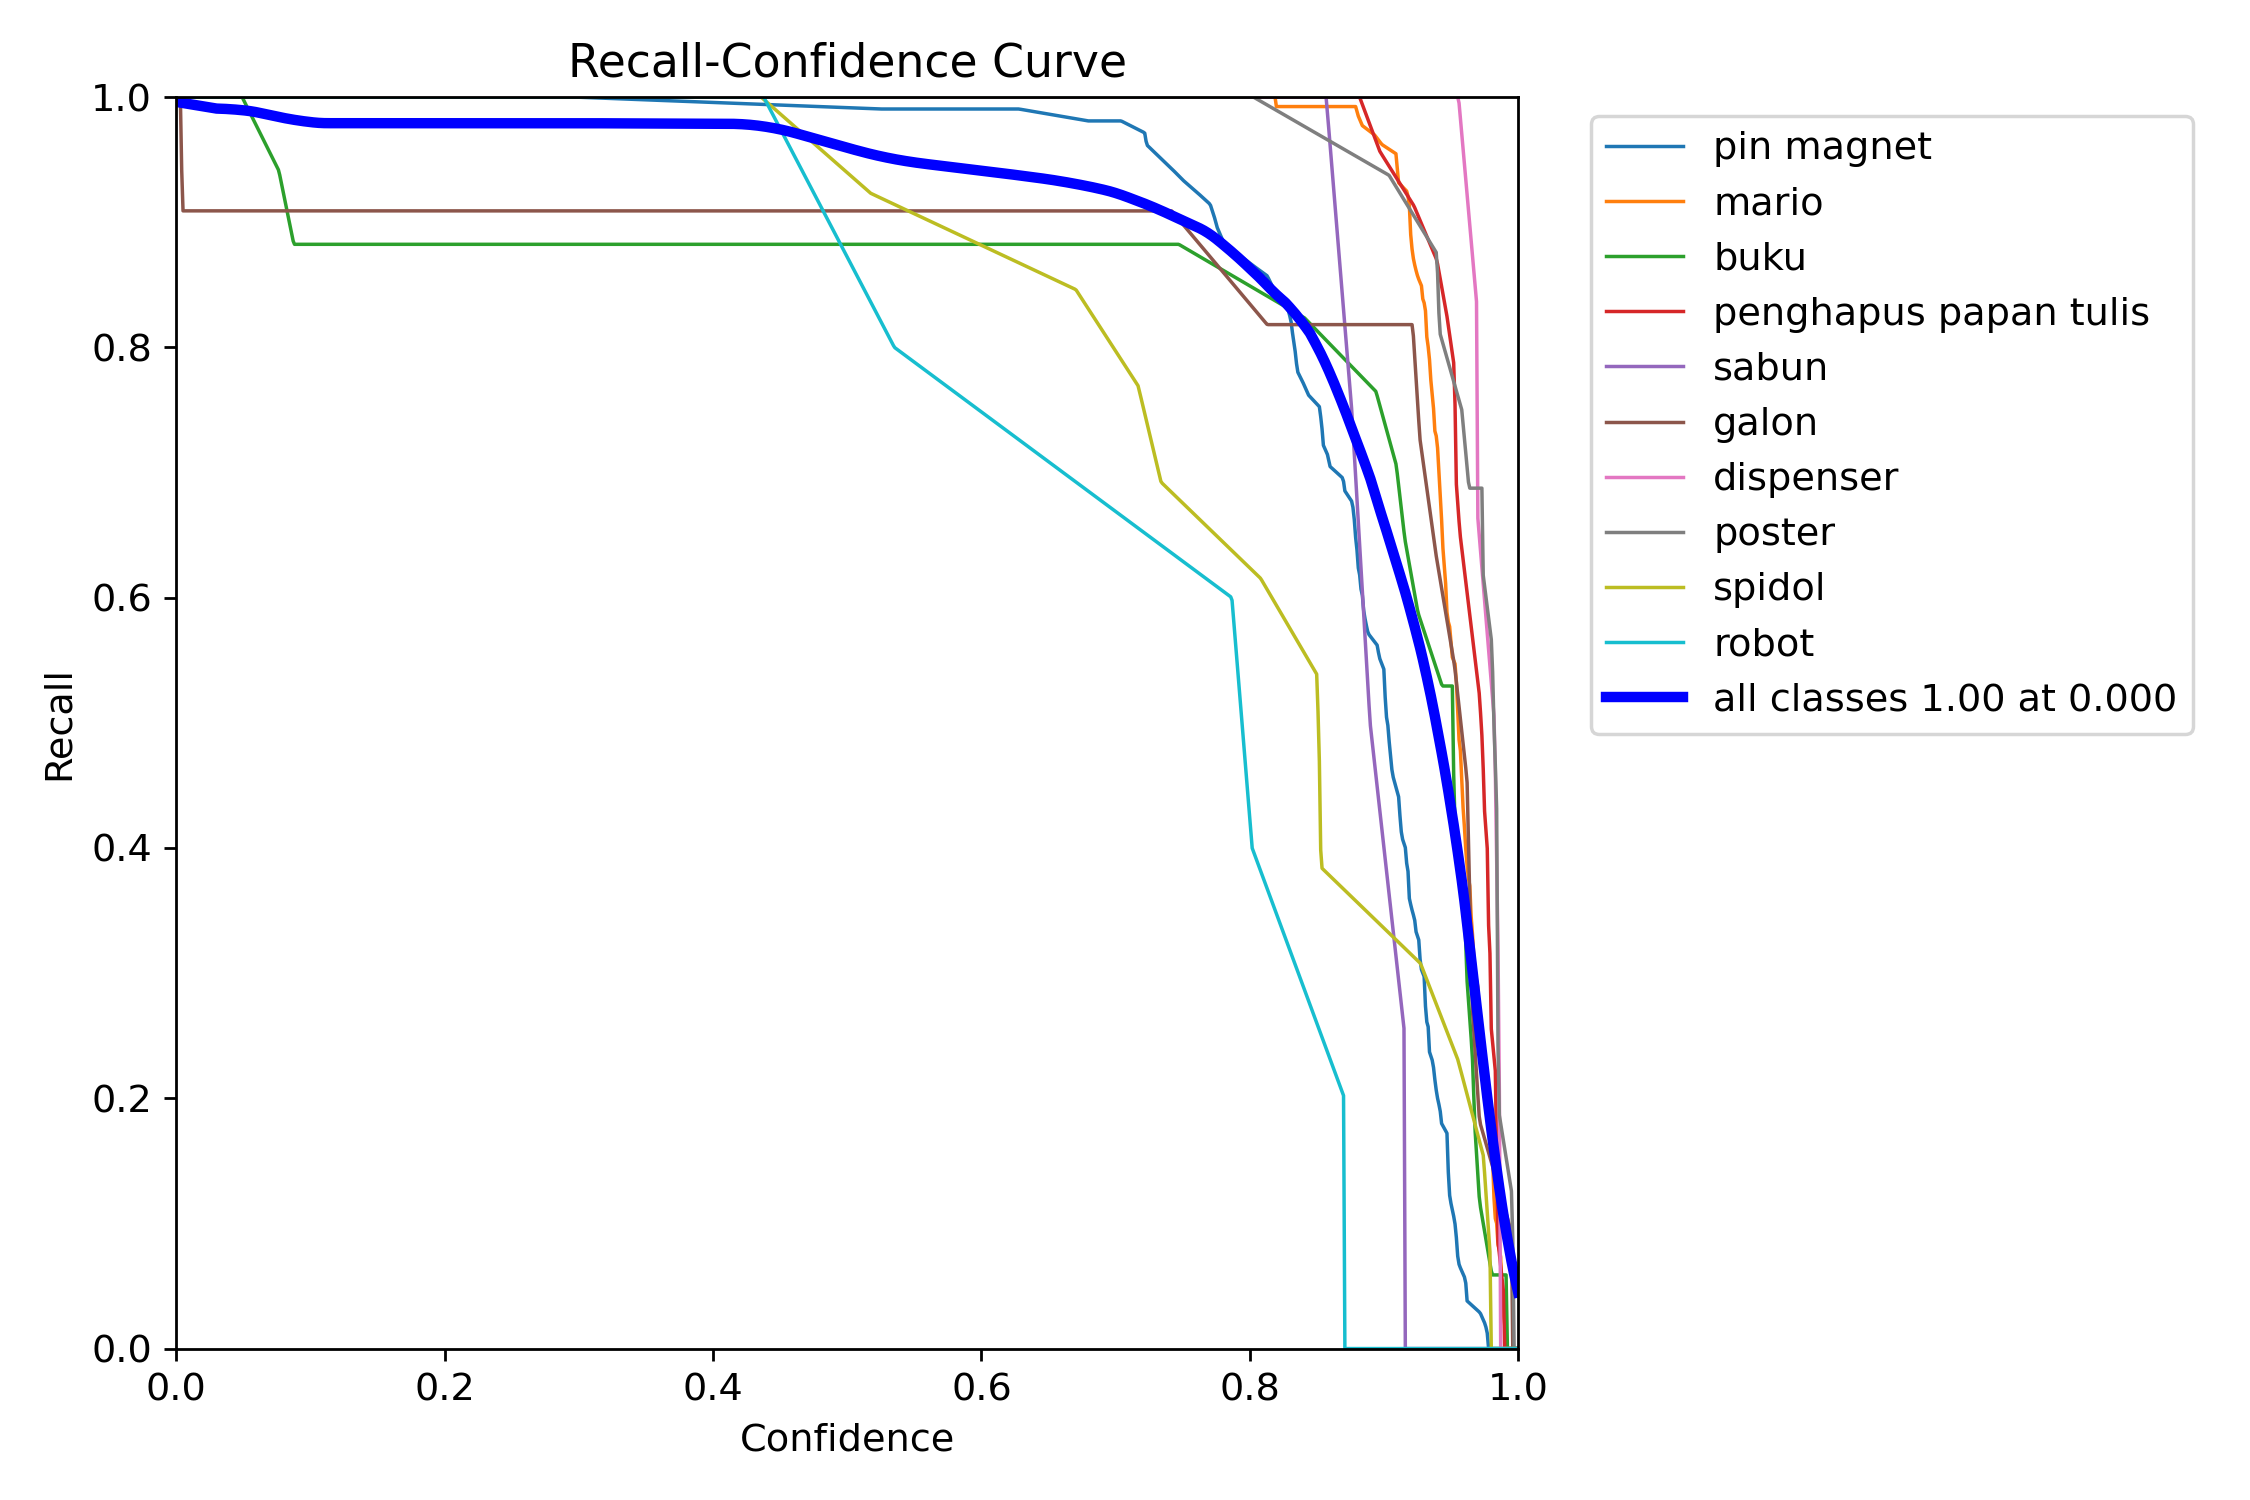 Recall-Confidence Curve
1.0
0.8
0.6
0.4
0.2
0.0
Recall
0.0 0.2 0.4 0.6 0.8 1.0
Confidence
pin magnet
mario
buku
penghapus papan tulis
sabun
galon
dispenser
poster
spidol
robot
all classes 1.00 at 0.000